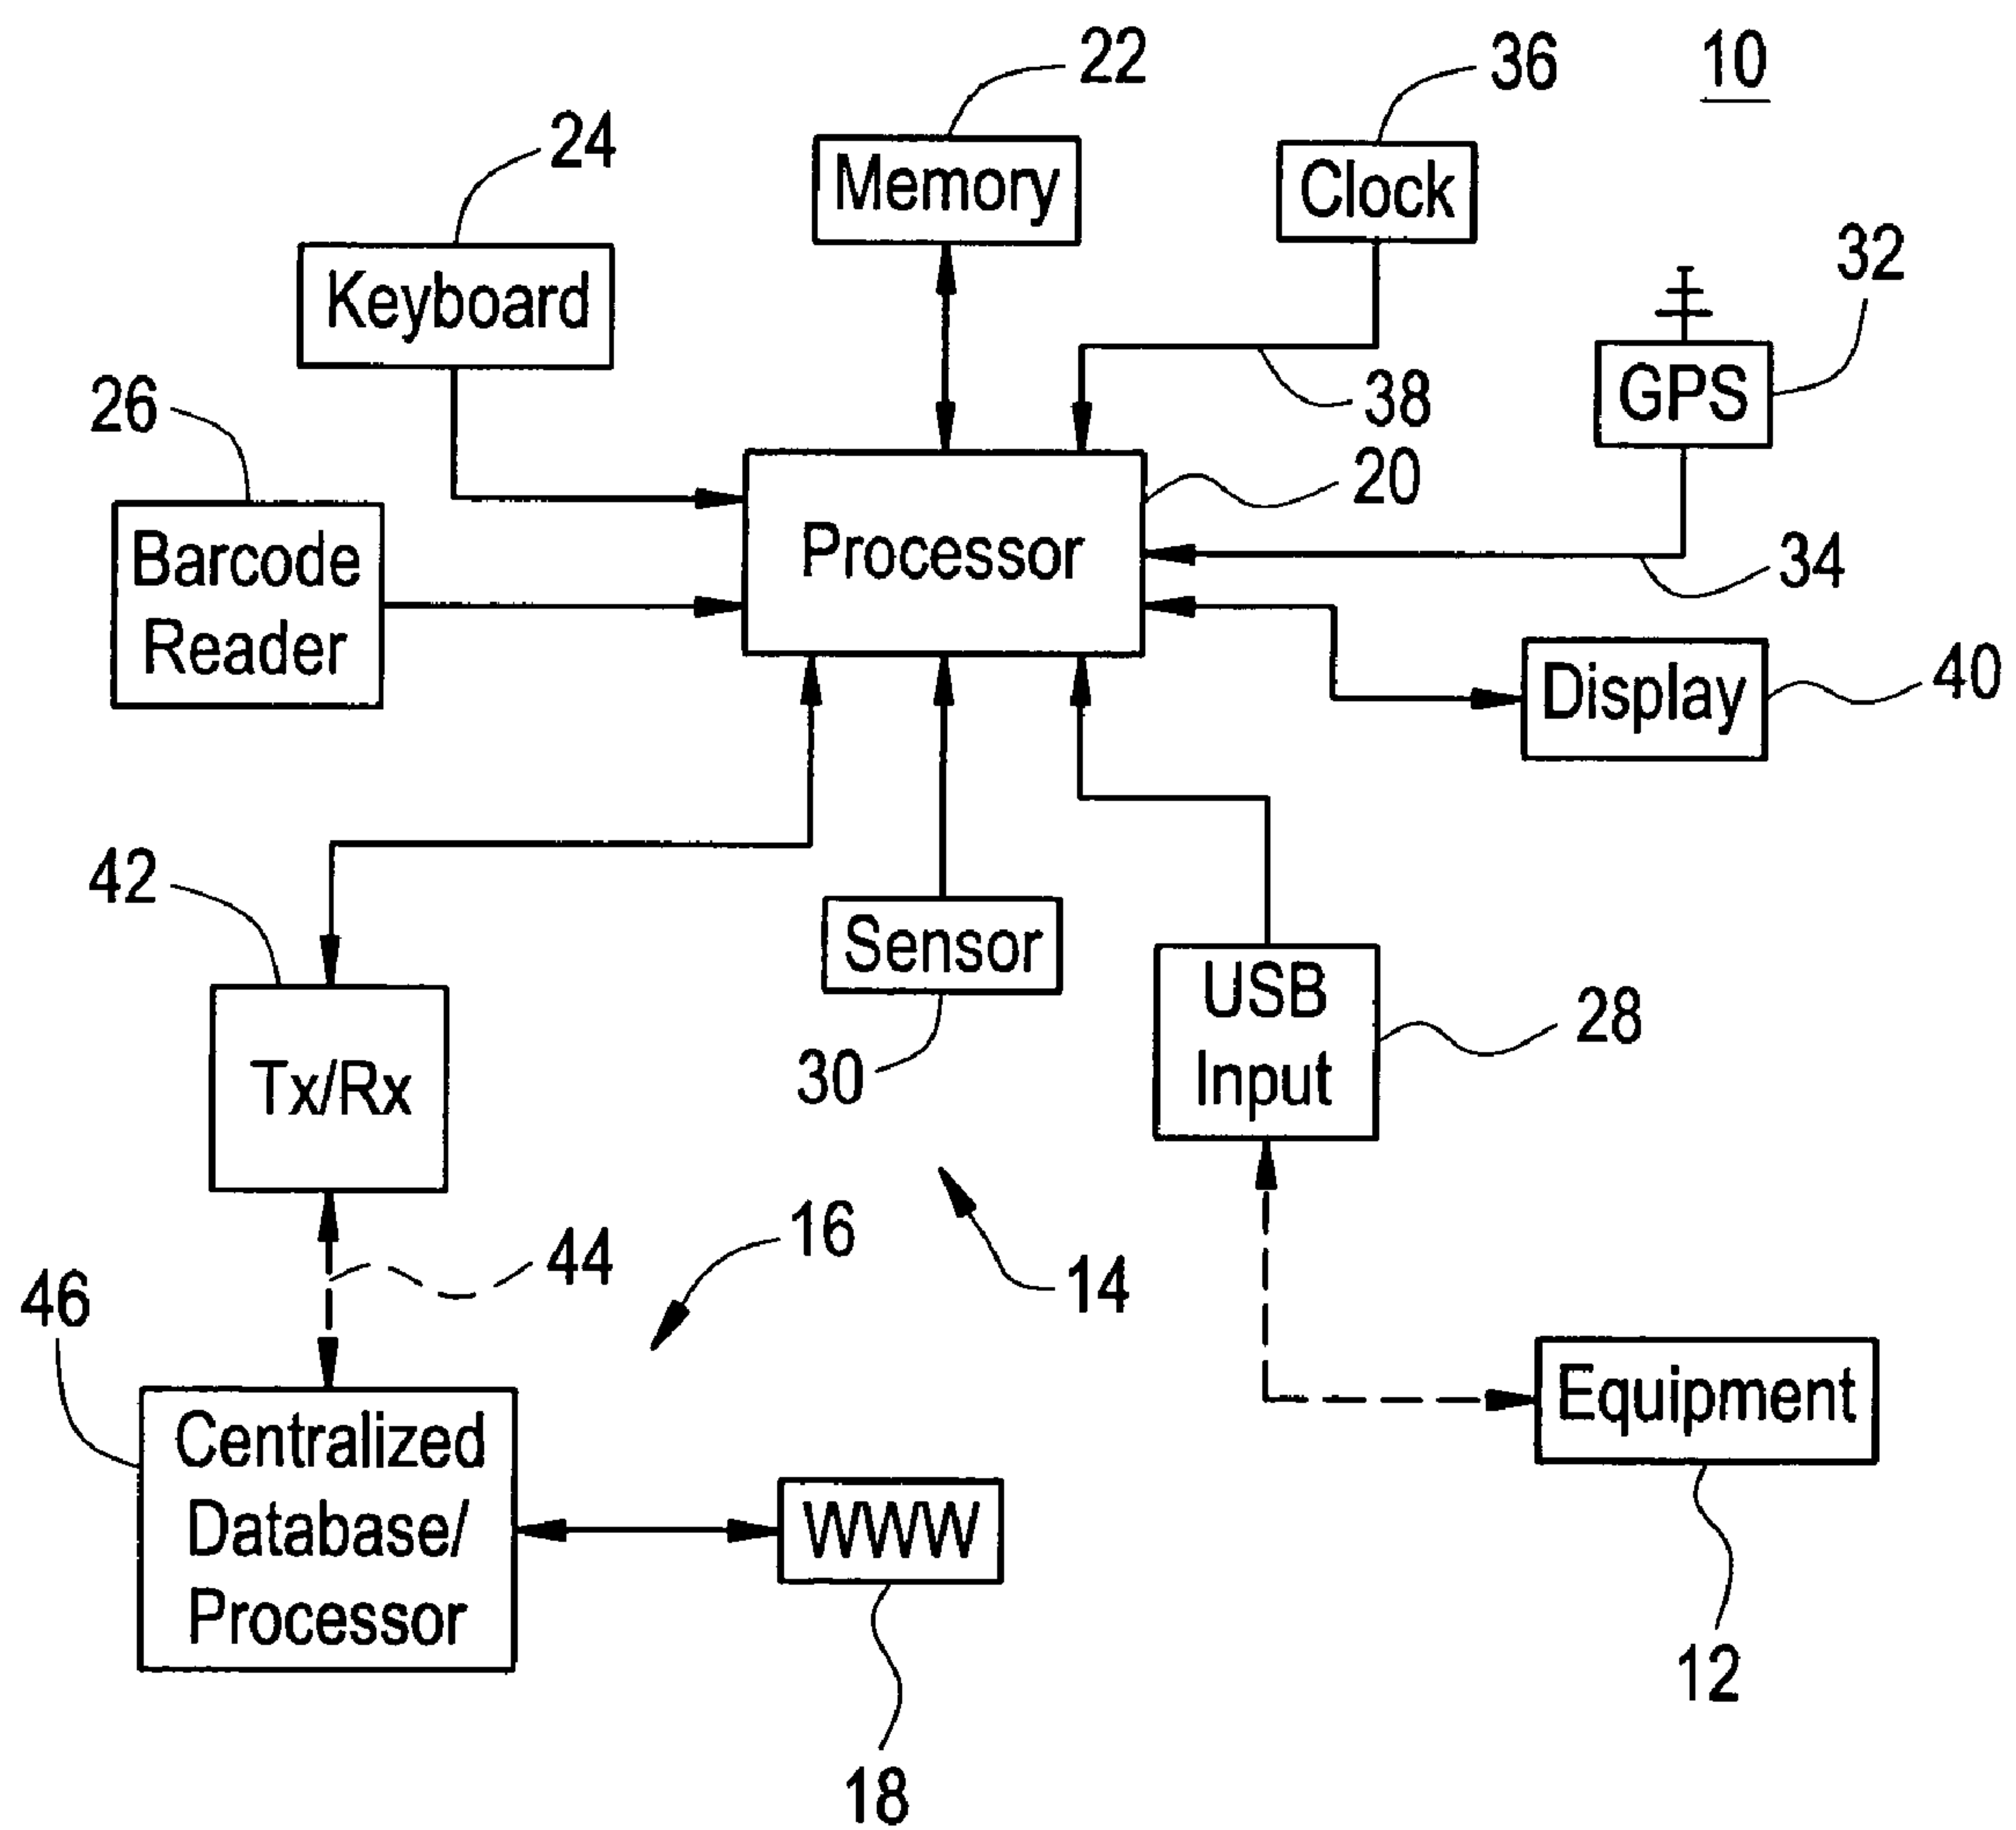 22
36
10
24
Memory
Clock
32
Keyboard
GPS
26
38
20
Barcode
Reader
Processor
34
Display
40
42
Sensor
USB
Input
28
Tx/Rx
30
16
44
14
46
Equipment
Centralized
Database/
Processor
WWW
12
18